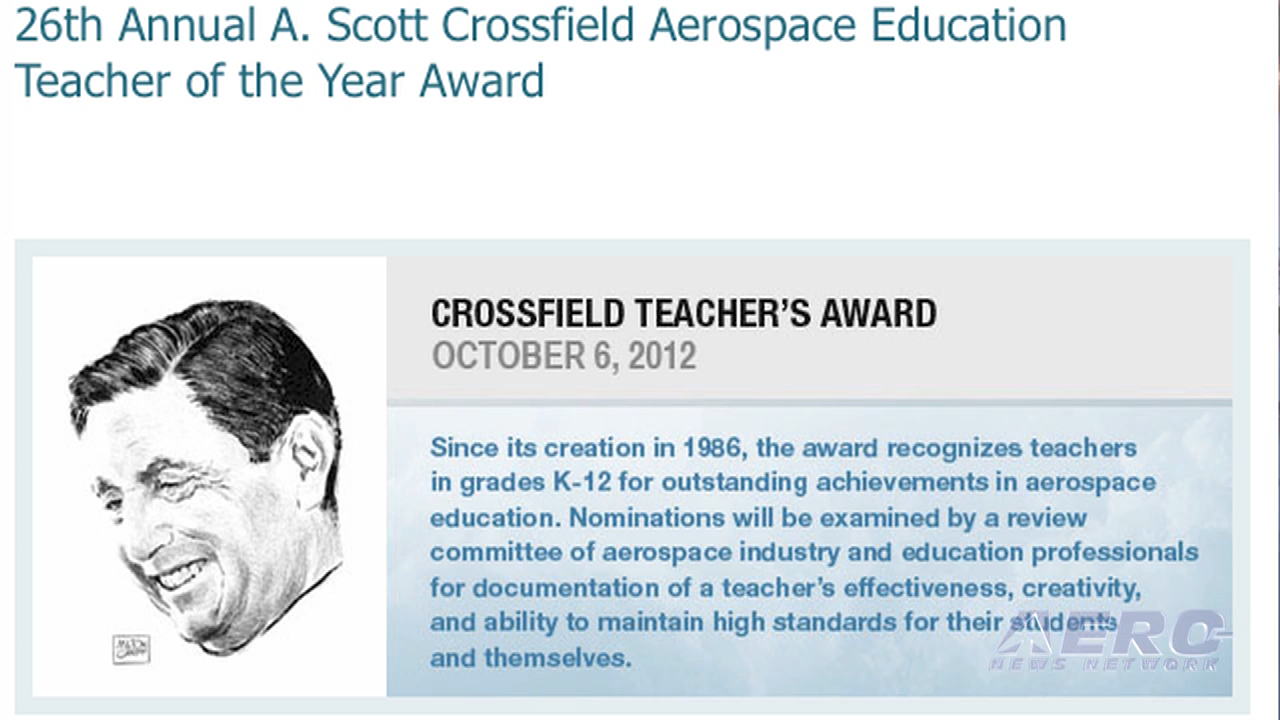 26th Annual A. Scott Crossfield Aerospace Education
Teacher of the Year Award
CROSSFIELD TEACHER'S AWARD
OCTOBER 6, 2012
Since its creation in 1986, the award recognizes teachers
in grades K-12 for outstanding achievements in aerospace
education. Nominations will be examined by a review
committee of aerospace industry and education professionals
for documentation of a teacher's effectiveness, creativity,
and ability to maintain high standards for their students
and themselves.
AERO
NEWS NETWORK